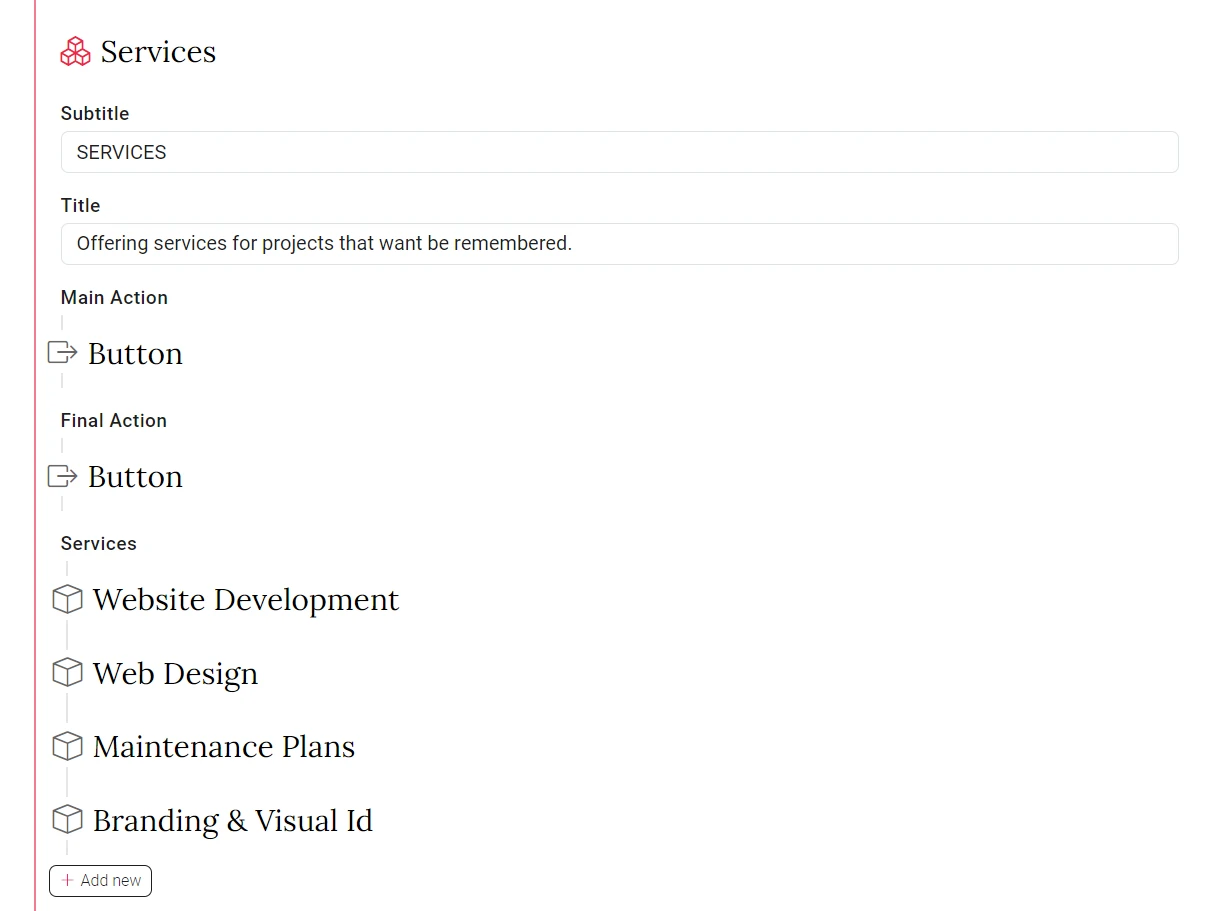 Services
Subtitle
SERVICES
Title
Offering services for projects that want be remembered.
Main Action
Button
Final Action
Button
Services
Website Development
Web Design
Maintenance Plans
Branding & Visual Id
+ Add new